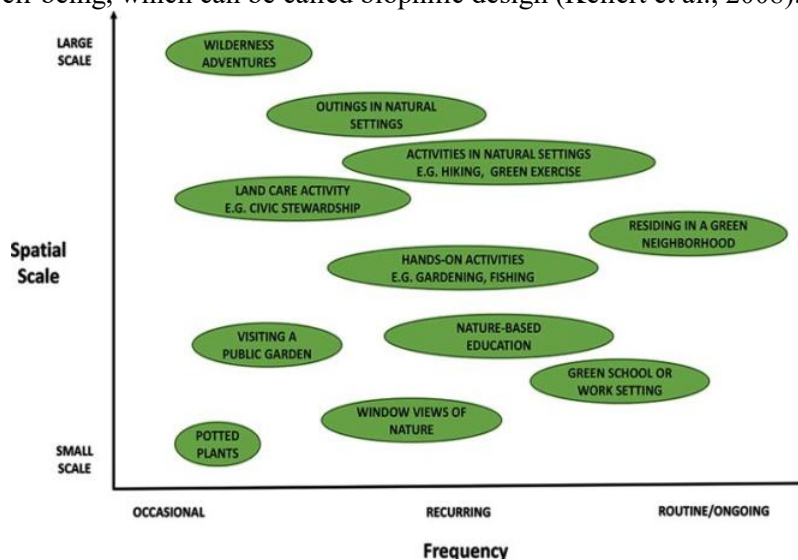 well-being, which can be called biophilic design (Kellert et al., 2008).
LARGE
SCALE
WILDERNESS
ADVENTURES
OUTINGS IN NATURAL
SETTINGS
ACTIVITIES IN NATURAL SETTINGS
E.G. HIKING, GREEN EXERCISE
LAND CARE ACTIVITY
E.G. CIVIC STEWARDSHIP
RESIDING IN A GREEN
NEIGHBORHOOD
Spatial
Scale
HANDS-ON ACTIVITIES
E.G. GARDENING, FISHING
VISITING A
PUBLIC GARDEN
NATURE-BASED
EDUCATION
GREEN SCHOOL OR
WORK SETTING
WINDOW VIEWS OF
NATURE
POTTED
PLANTS
SMALL
SCALE
OCCASIONAL
RECURRING
ROUTINE/ONGOING
Frequency